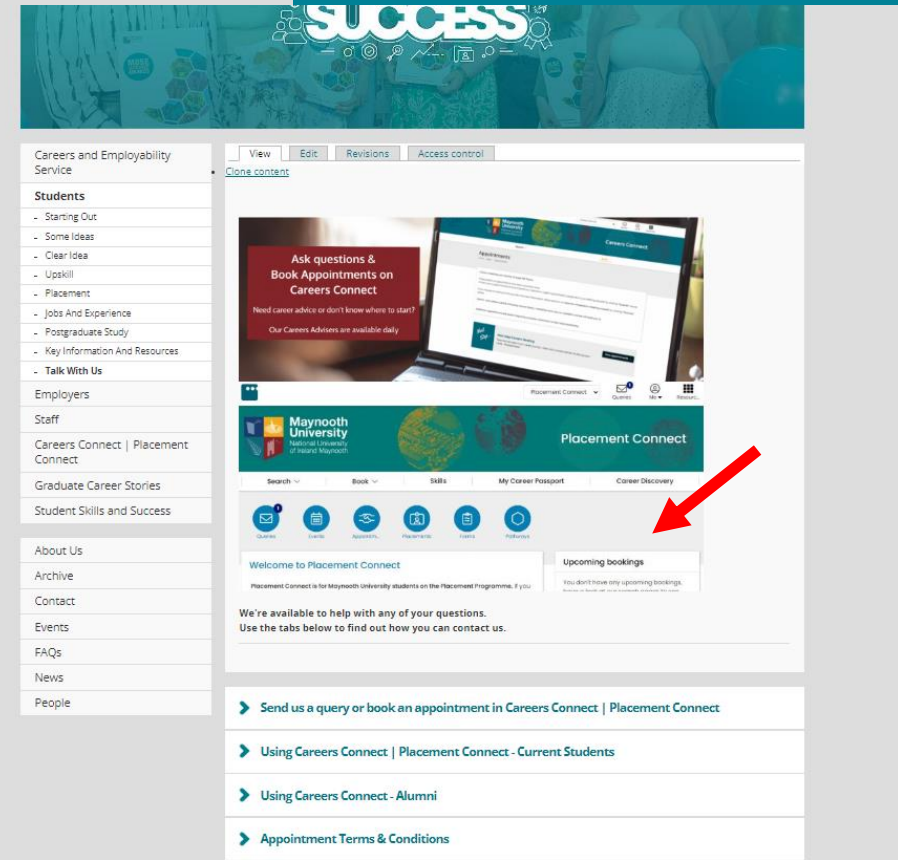 SUCCESS
Careers and Employability
Service
Students
- Starting Out
- Some Ideas
- Clear Idea
- Upskill
- Placement
- Jobs And Experience
- Postgraduate Study
- Key Information And Resources
- Talk With Us
Employers
Staff
Careers Connect | Placement
Connect
Graduate Career Stories
Student Skills and Success
About Us
Archive
Contact
Events
FAQs
News
People
View Edit Revisions Access control
Clone content
Ask questions &
Book Appointments on
Careers Connect
Need career advice or don't know where to start?
Our Careers Advisers are available daily
Maynooth
University
Careers Connect
Appointments
Placement Connect
Queries Me Resourc...
Maynooth
University
National University
of Ireland Maynooth
Placement Connect
Search Book Skills My Career Passport Career Discovery
Queries Events Appointm... Placements Pathways
Welcome to Placement Connect
Placement Connect is for Maynooth University students on the Placement Programme. If you
Upcoming bookings
You don't have any upcoming bookings,
We're available to help with any of your questions.
Use the tabs below to find out how you can contact us.
Send us a query or book an appointment in Careers Connect | Placement Connect
Using Careers Connect | Placement Connect - Current Students
Using Careers Connect - Alumni
Appointment Terms & Conditions